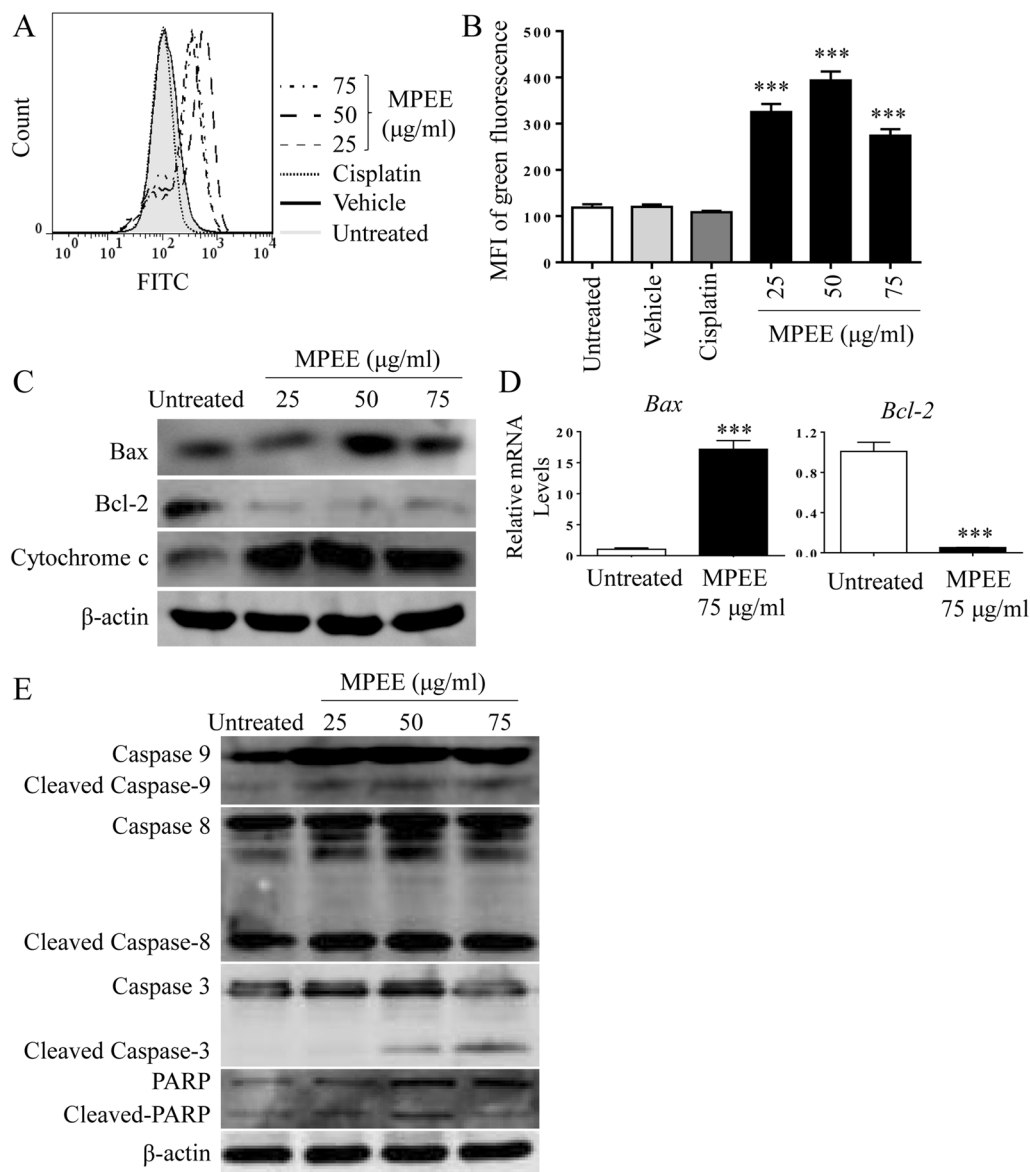 A
Count
0
10^0 10^1 10^2 10^3 10^4
FITC
75
50
25
MPEE
(μg/ml)
Cisplatin
Vehicle
Untreated
B
MFI of green fluorescence
500
400
300
200
100
0
***
***
***
Untreated
Vehicle
Cisplatin
25
50
75
MPEE (μg/ml)
C
MPEE (μg/ml)
Untreated 25 50 75
Bax
Bcl-2
Cytochrome c
β-actin
D
Bax
Relative mRNA
Levels
20
15
10
5
0
***
Untreated
MPEE
75 μg/ml
Bcl-2
1.2
0.8
0.4
0.0
***
Untreated
MPEE
75 μg/ml
E
MPEE (μg/ml)
Untreated 25 50 75
Caspase 9
Cleaved Caspase-9
Caspase 8
Cleaved Caspase-8
Caspase 3
Cleaved Caspase-3
PARP
Cleaved-PARP
β-actin